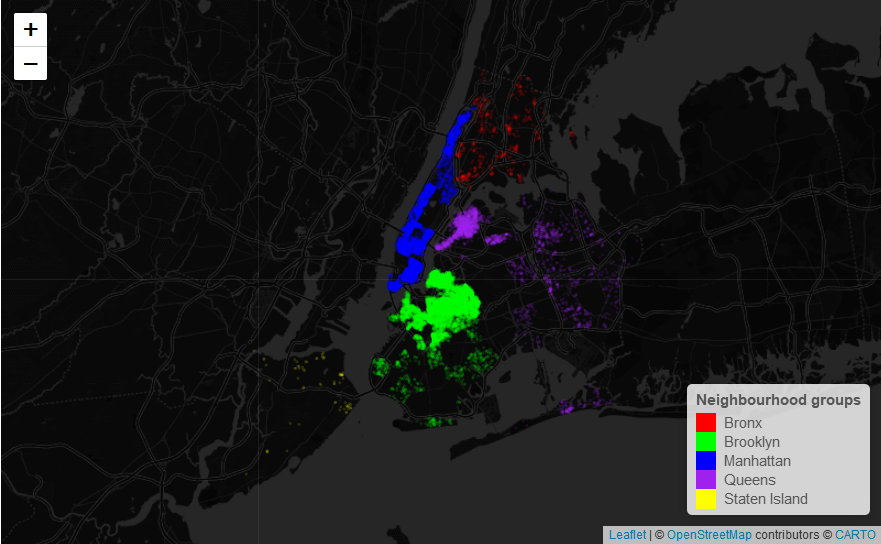 +
−
Neighbourhood groups
Bronx
Brooklyn
Manhattan
Queens
Staten Island
Leaflet | © OpenStreetMap contributors © CARTO